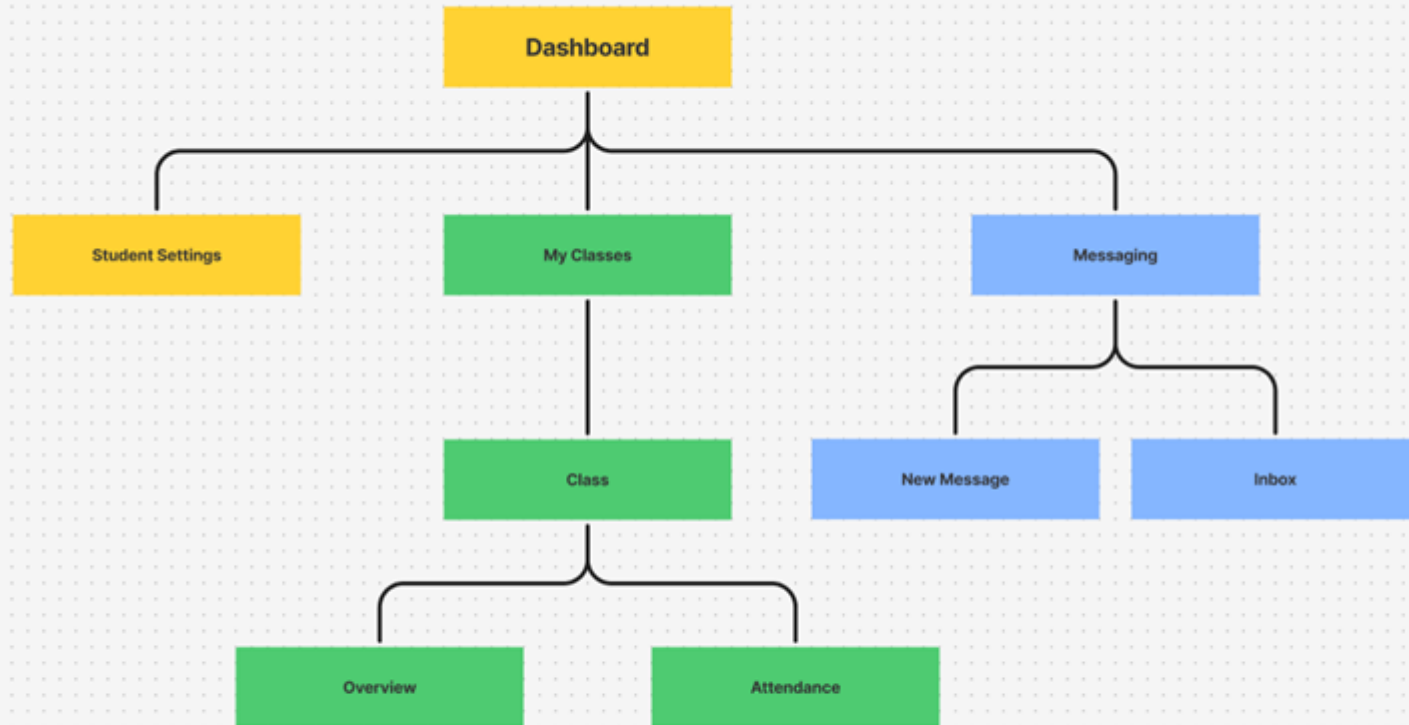 Dashboard
Student Settings
My Classes
Messaging
Class
New Message
Inbox
Overview
Attendance